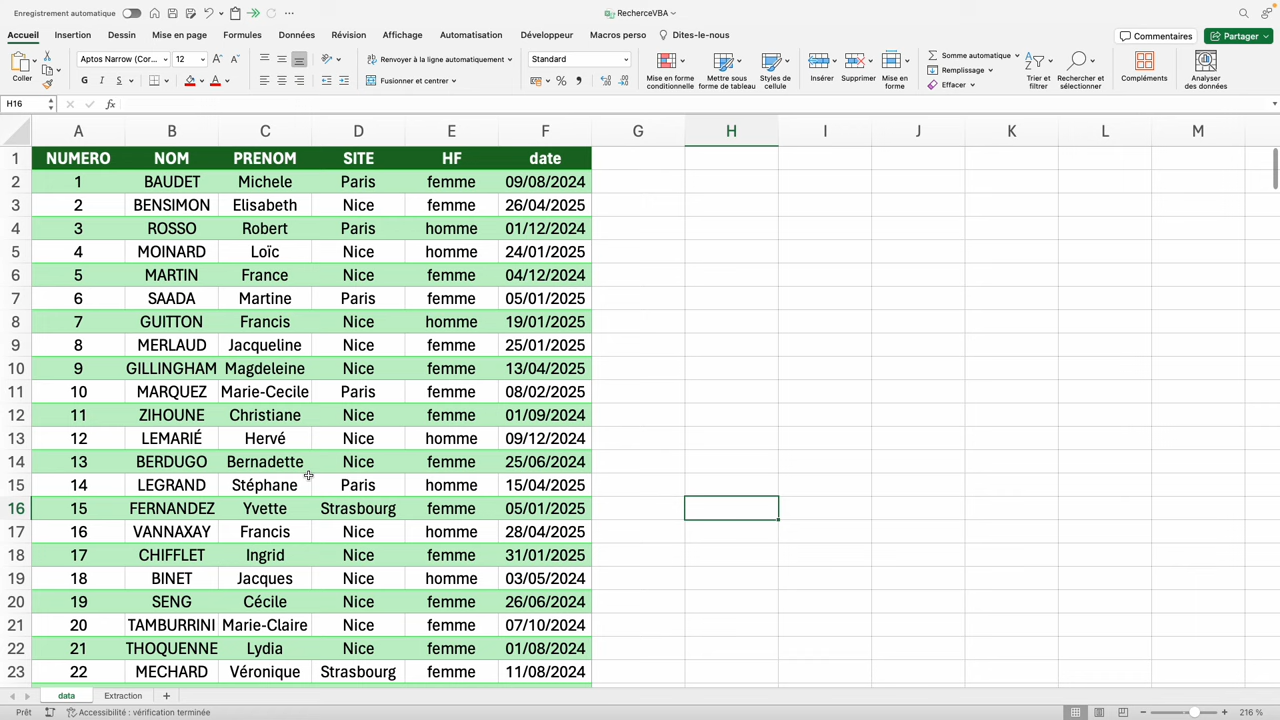 Enregistrement automatique
RecherceVBA
Accueil Insertion Dessin Mise en page Formules Données Révision Affichage Automatisation Développeur Macros perso Dites-le-nous Commentaires Partager
Coller
Aptos Narrow (Cor... 12
G I S
Renvoyer à la ligne automatiquement
Fusionner et centrer
Standard
Mise en forme conditionnelle
Mettre sous forme de tableau
Styles de cellule
Insérer
Supprimer
Mise en forme
Somme automatique
Remplissage
Effacer
Trier et filtrer
Rechercher et sélectionner
Compléments
Analyser des données
H16 fx
A B C D E F G H I J K L M
1 NUMERO NOM PRENOM SITE HF date
2 1 BAUDET Michele Paris femme 09/08/2024
3 2 BENSIMON Elisabeth Nice femme 26/04/2025
4 3 ROSSO Robert Paris homme 01/12/2024
5 4 MOINARD Loïc Nice homme 24/01/2025
6 5 MARTIN France Nice femme 04/12/2024
7 6 SAADA Martine Paris femme 05/01/2025
8 7 GUITTON Francis Nice homme 19/01/2025
9 8 MERLAUD Jacqueline Nice femme 25/01/2025
10 9 GILLINGHAM Magdeleine Nice femme 13/04/2025
11 10 MARQUEZ Marie-Cecile Paris femme 08/02/2025
12 11 ZIHOUNE Christiane Nice femme 01/09/2024
13 12 LEMARIÉ Hervé Nice homme 09/12/2024
14 13 BERDUGO Bernadette Nice femme 25/06/2024
15 14 LEGRAND Stéphane Paris homme 15/04/2025
16 15 FERNANDEZ Yvette Strasbourg femme 05/01/2025
17 16 VANNAXAY Francis Nice homme 28/04/2025
18 17 CHIFFLET Ingrid Nice femme 31/01/2025
19 18 BINET Jacques Nice homme 03/05/2024
20 19 SENG Cécile Nice femme 26/06/2024
21 20 TAMBURRINI Marie-Claire Nice femme 07/10/2024
22 21 THOQUENNE Lydia Nice femme 01/08/2024
23 22 MECHARD Véronique Strasbourg femme 11/08/2024
data Extraction
Prêt Accessibilité : vérification terminée 216 %